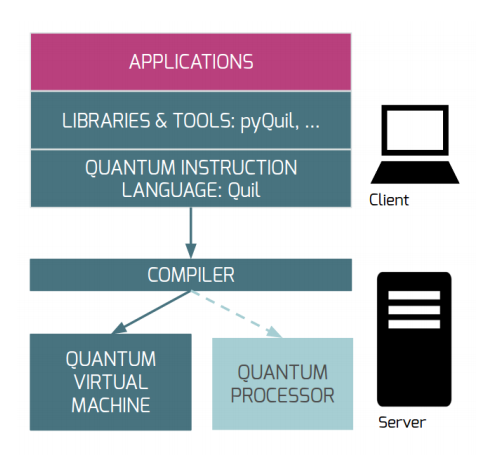 APPLICATIONS
LIBRARIES & TOOLS: pyQuil, ...
QUANTUM INSTRUCTION
LANGUAGE: Quil
Client
COMPILER
QUANTUM
VIRTUAL
MACHINE
QUANTUM
PROCESSOR
Server